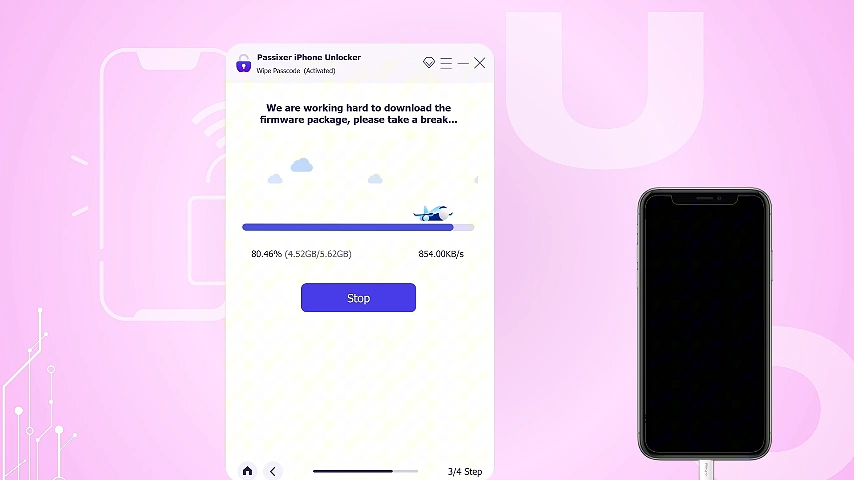 Passixer iPhone Unlocker
Wipe Passcode (Activated)
We are working hard to download the
firmware package, please take a break...
80.46% (4.52GB/5.62GB)
854.00KB/s
Stop
3/4 Step